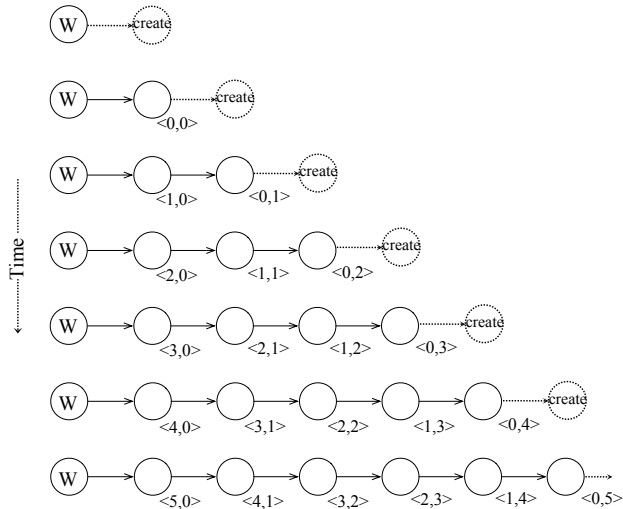 W create
W create
<0,0>
W create
<1,0> <0,1>
W create
<2,0> <1,1> <0,2>
Time
W create
<3,0> <2,1> <1,2> <0,3>
W create
<4,0> <3,1> <2,2> <1,3> <0,4>
W
<5,0> <4,1> <3,2> <2,3> <1,4> <0,5>